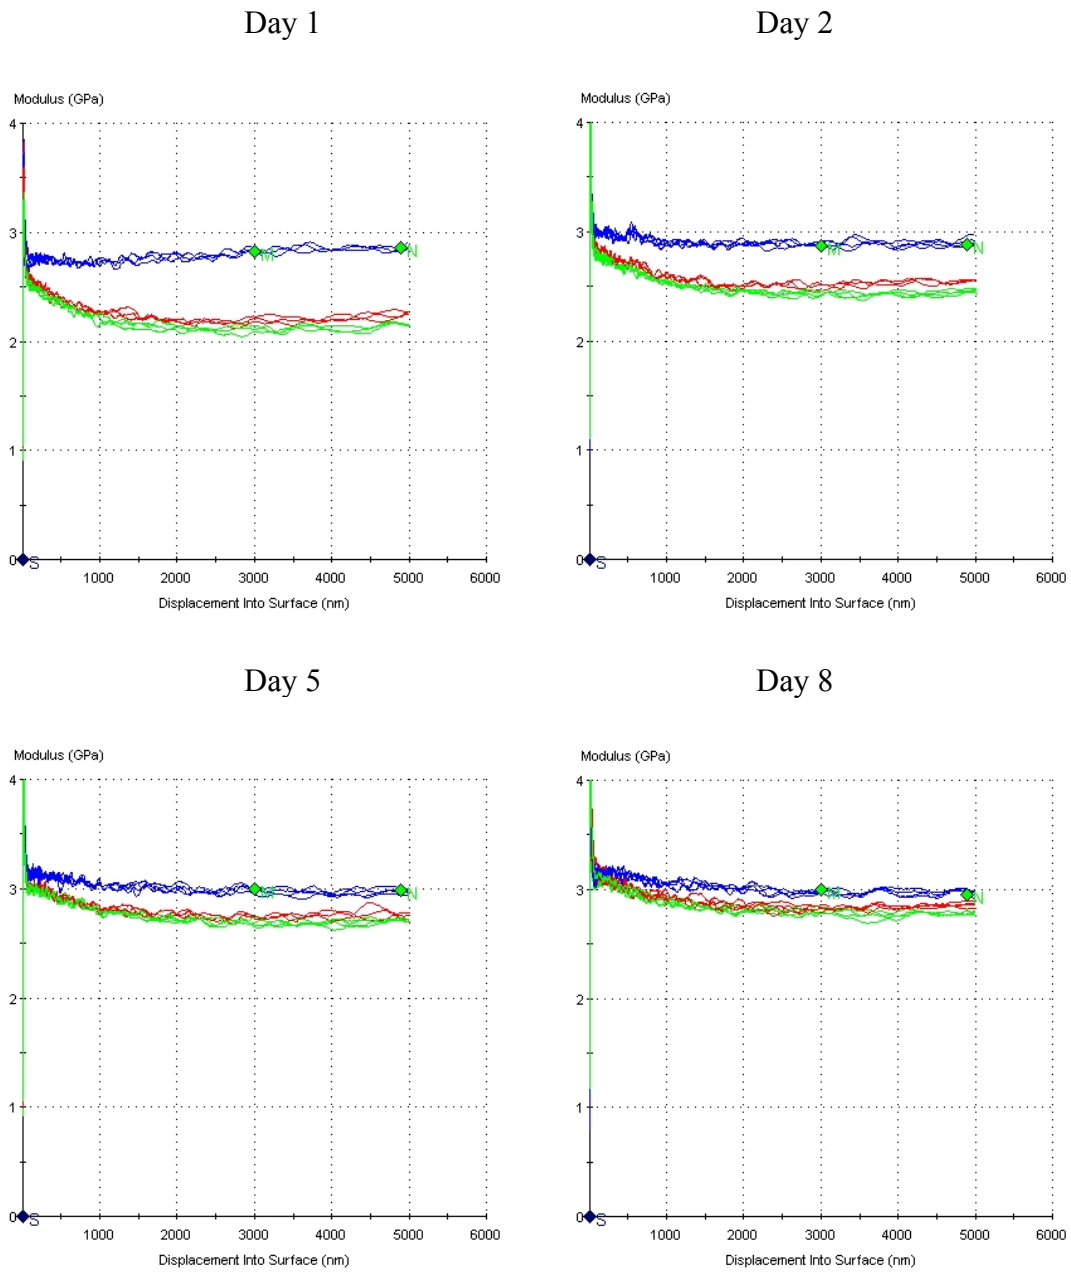 Day 1
Day 2
Modulus (GPa)
Modulus (GPa)
4
4
3
3
M
N
M
N
2
2
1
1
0
S
0
S
1000 2000 3000 4000 5000 6000
1000 2000 3000 4000 5000 6000
Displacement Into Surface (nm)
Displacement Into Surface (nm)
Day 5
Day 8
Modulus (GPa)
Modulus (GPa)
4
4
3
N
3
M
N
2
2
1
1
0
S
0
S
1000 2000 3000 4000 5000 6000
1000 2000 3000 4000 5000 6000
Displacement Into Surface (nm)
Displacement Into Surface (nm)